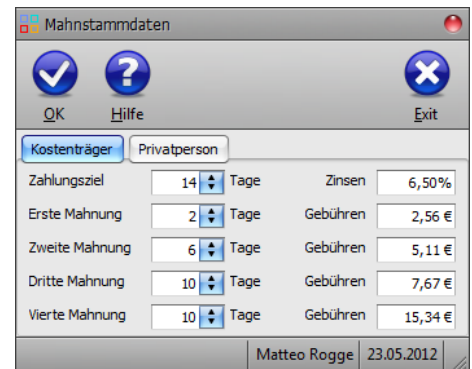 Mahnstammdaten
OK Hilfe Exit
Kostenträger Privatperson
Zahlungsziel 14 Tage Zinsen 6,50%
Erste Mahnung 2 Tage Gebühren 2,56 €
Zweite Mahnung 6 Tage Gebühren 5,11 €
Dritte Mahnung 10 Tage Gebühren 7,67 €
Vierte Mahnung 10 Tage Gebühren 15,34 €
Matteo Rogge 23.05.2012